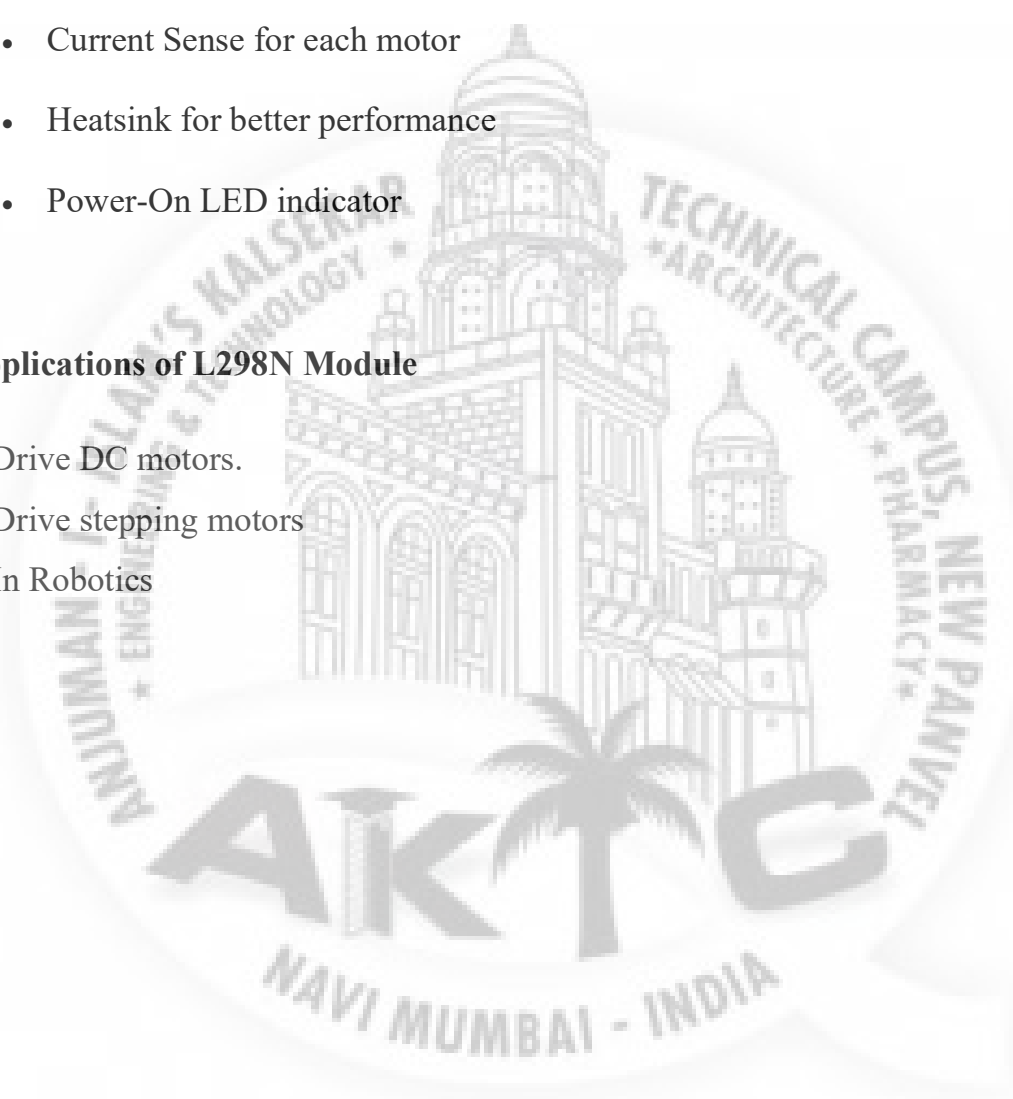 • Current Sense for each motor
• Heatsink for better performance
• Power-On LED indicator
plications of L298N Module
Drive DC motors.
Drive stepping motors
In Robotics
ANJUMAN-I-ISLAM'S KALSEKAR TECHNICAL CAMPUS, NEW PANVEL
* ENGINEERING & TECHNOLOGY * *ARCHITECTURE * PHARMACY *
AKTC
NAVI MUMBAI - INDIA